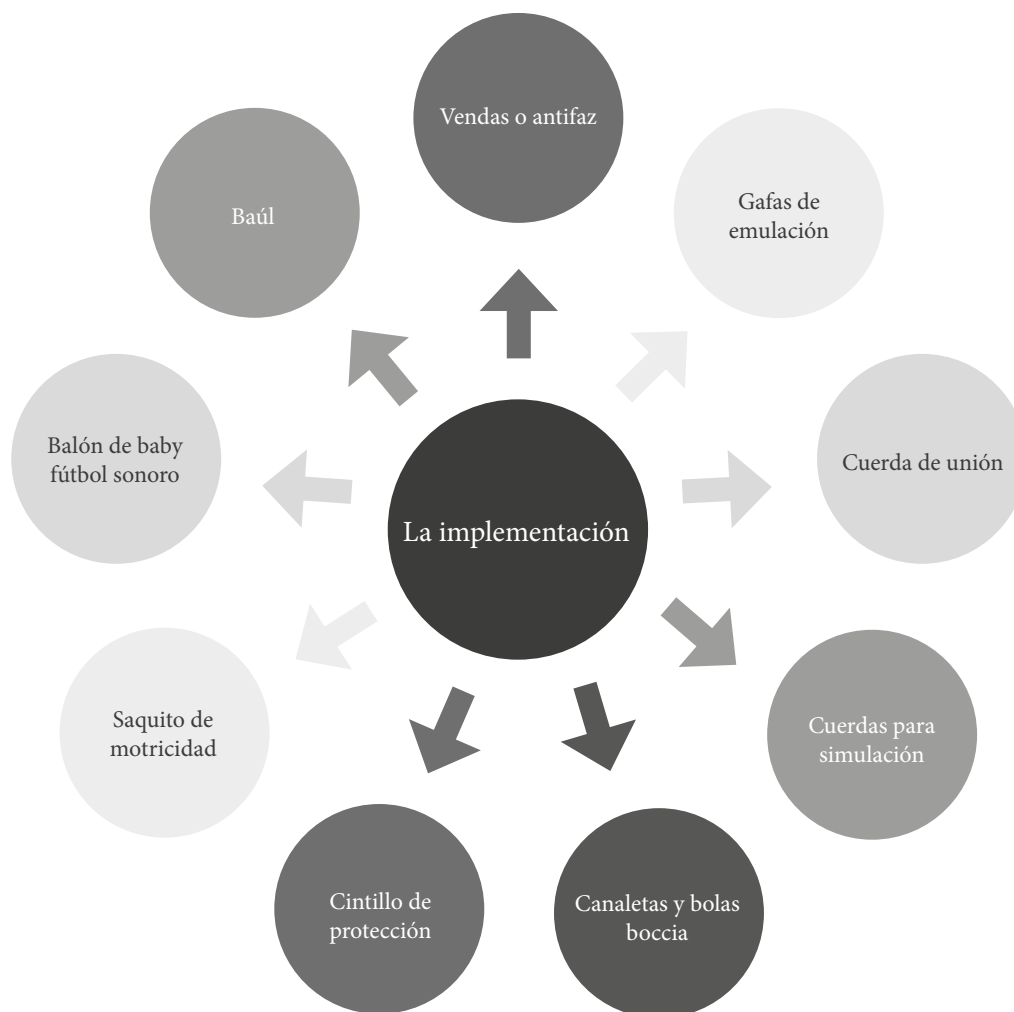 Vendas o antifaz
Gafas de
emulación
Baúl
Balón de baby
fútbol sonoro
Cuerda de unión
La implementación
Saquito de
motricidad
Cuerdas para
simulación
Cintillo de
protección
Canaletas y bolas
boccia